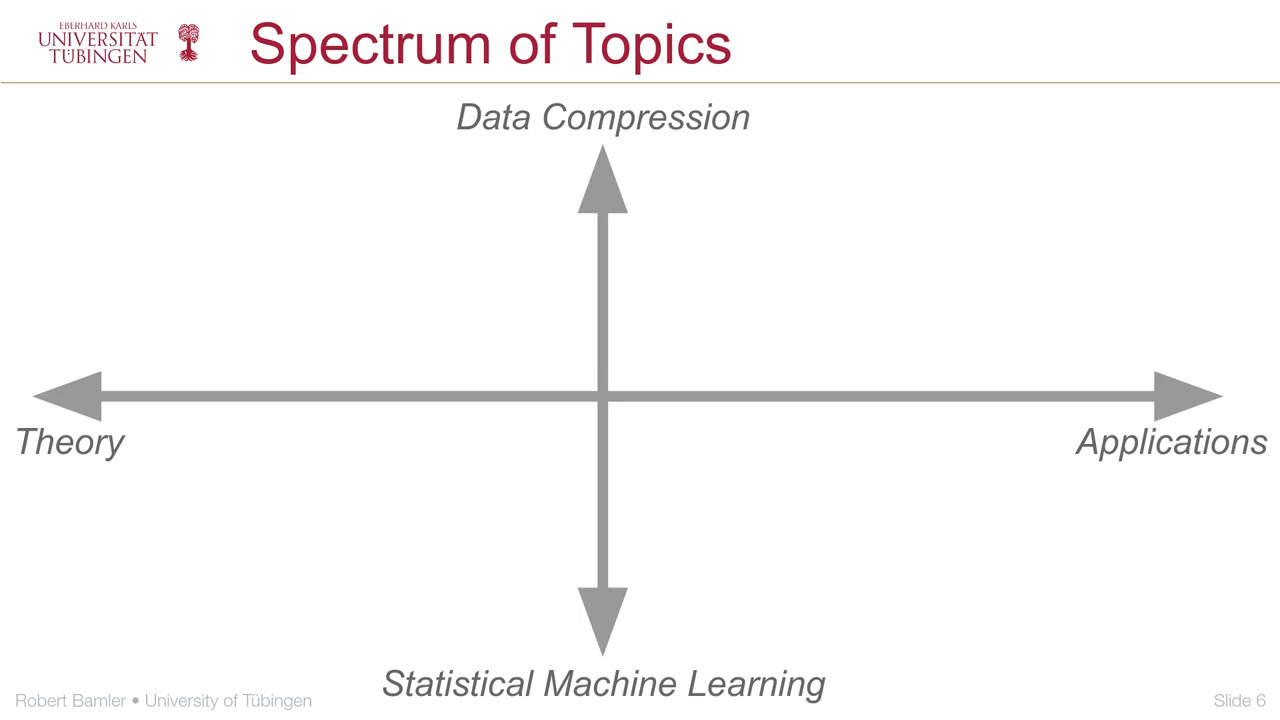 EBERHARD KARLS
UNIVERSITÄT
TÜBINGEN
Spectrum of Topics
Data Compression
Theory
Applications
Statistical Machine Learning
Robert Bamler • University of Tübingen
Slide 6